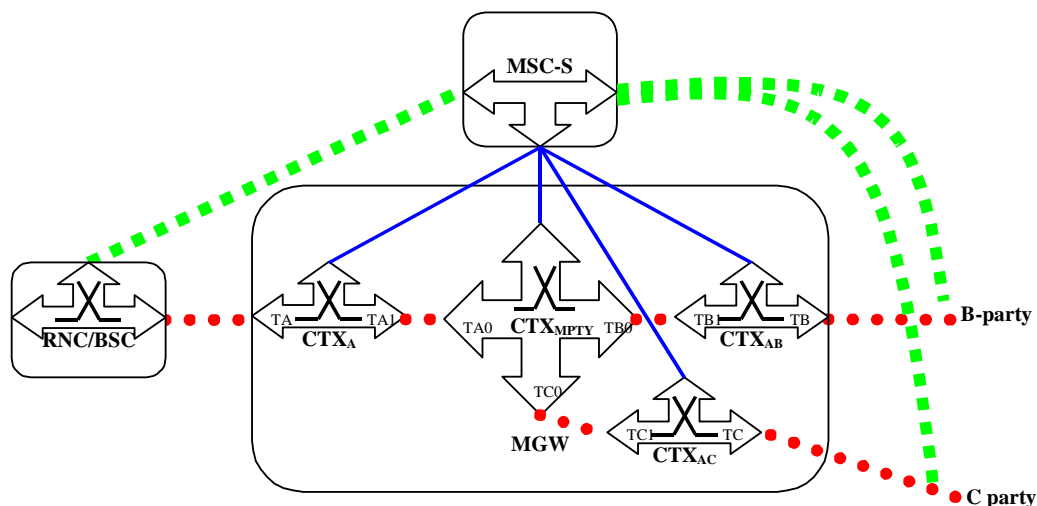 MSC-S
TA TA1
CTXA
TA0 CTXMPTY TB0
TB1 TB
CTXAB
B-party
RNC/BSC
TC0
TC1 TC
MGW
CTXAC
C party